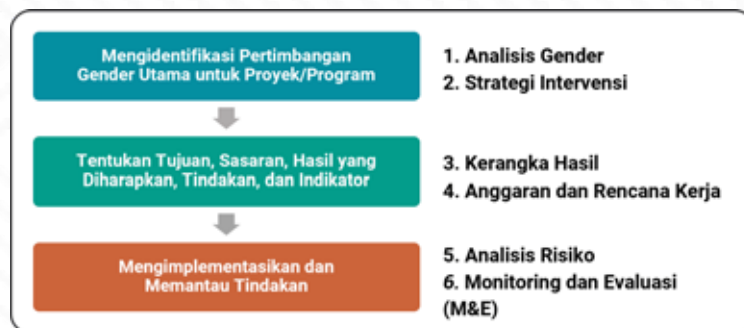 Mengidentifikasi Pertimbangan
Gender Utama untuk Proyek/Program
1. Analisis Gender
2. Strategi Intervensi
Tentukan Tujuan, Sasaran, Hasil yang
Diharapkan, Tindakan, dan Indikator
3. Kerangka Hasil
4. Anggaran dan Rencana Kerja
Mengimplementasikan dan
Memantau Tindakan
5. Analisis Risiko
6. Monitoring dan Evaluasi
(M&E)